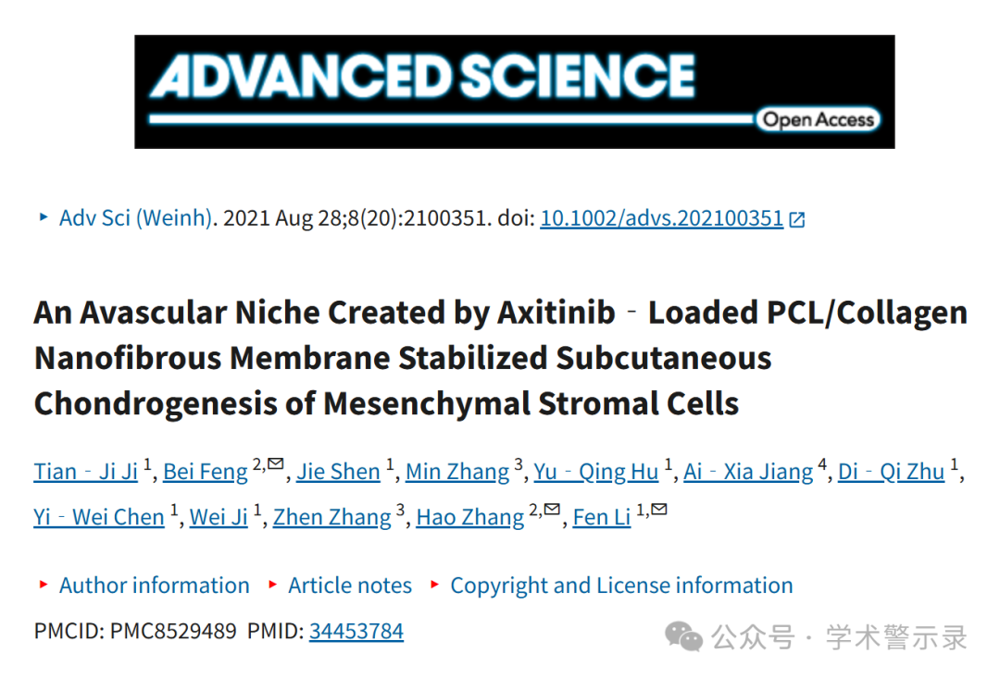 ADVANCED SCIENCE
Open Access
Adv Sci (Weinh). 2021 Aug 28;8(20):2100351. doi: 10.1002/advs.202100351
An Avascular Niche Created by Axitinib‐Loaded PCL/Collagen
Nanofibrous Membrane Stabilized Subcutaneous
Chondrogenesis of Mesenchymal Stromal Cells
Tian‐Ji Ji 1, Bei Feng 2,✉, Jie Shen 1, Min Zhang 3, Yu‐Qing Hu 1, Ai‐Xia Jiang 4, Di‐Qi Zhu 1,
Yi‐Wei Chen 1, Wei Ji 1, Zhen Zhang 3, Hao Zhang 2,✉, Fen Li 1,✉
Author information Article notes Copyright and License information
PMCID: PMC8529489 PMID: 34453784
公众号 · 学术警示录